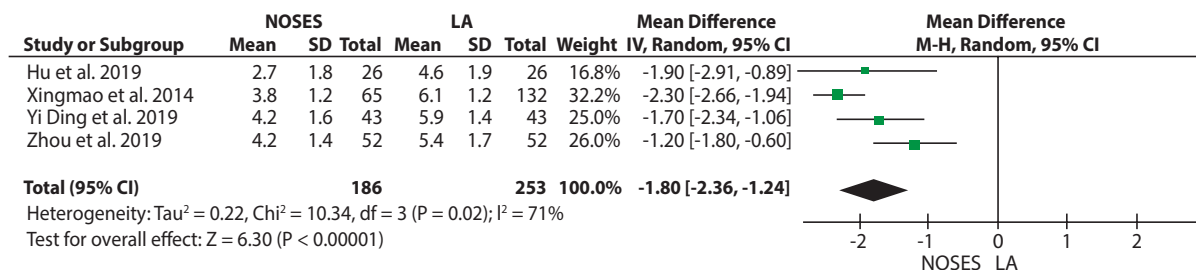 NOSES LA Mean Difference Mean Difference
Study or Subgroup Mean SD Total Mean SD Total Weight IV, Random, 95% CI M-H, Random, 95% CI
Hu et al. 2019 2.7 1.8 26 4.6 1.9 26 16.8% -1.90 [-2.91, -0.89]
Xingmao et al. 2014 3.8 1.2 65 6.1 1.2 132 32.2% -2.30 [-2.66, -1.94]
Yi Ding et al. 2019 4.2 1.6 43 5.9 1.4 43 25.0% -1.70 [-2.34, -1.06]
Zhou et al. 2019 4.2 1.4 52 5.4 1.7 52 26.0% -1.20 [-1.80, -0.60]
Total (95% CI) 186 253 100.0% -1.80 [-2.36, -1.24]
Heterogeneity: Tau² = 0.22, Chi² = 10.34, df = 3 (P = 0.02); I² = 71%
Test for overall effect: Z = 6.30 (P < 0.00001)
-2 -1 0 1 2
NOSES LA